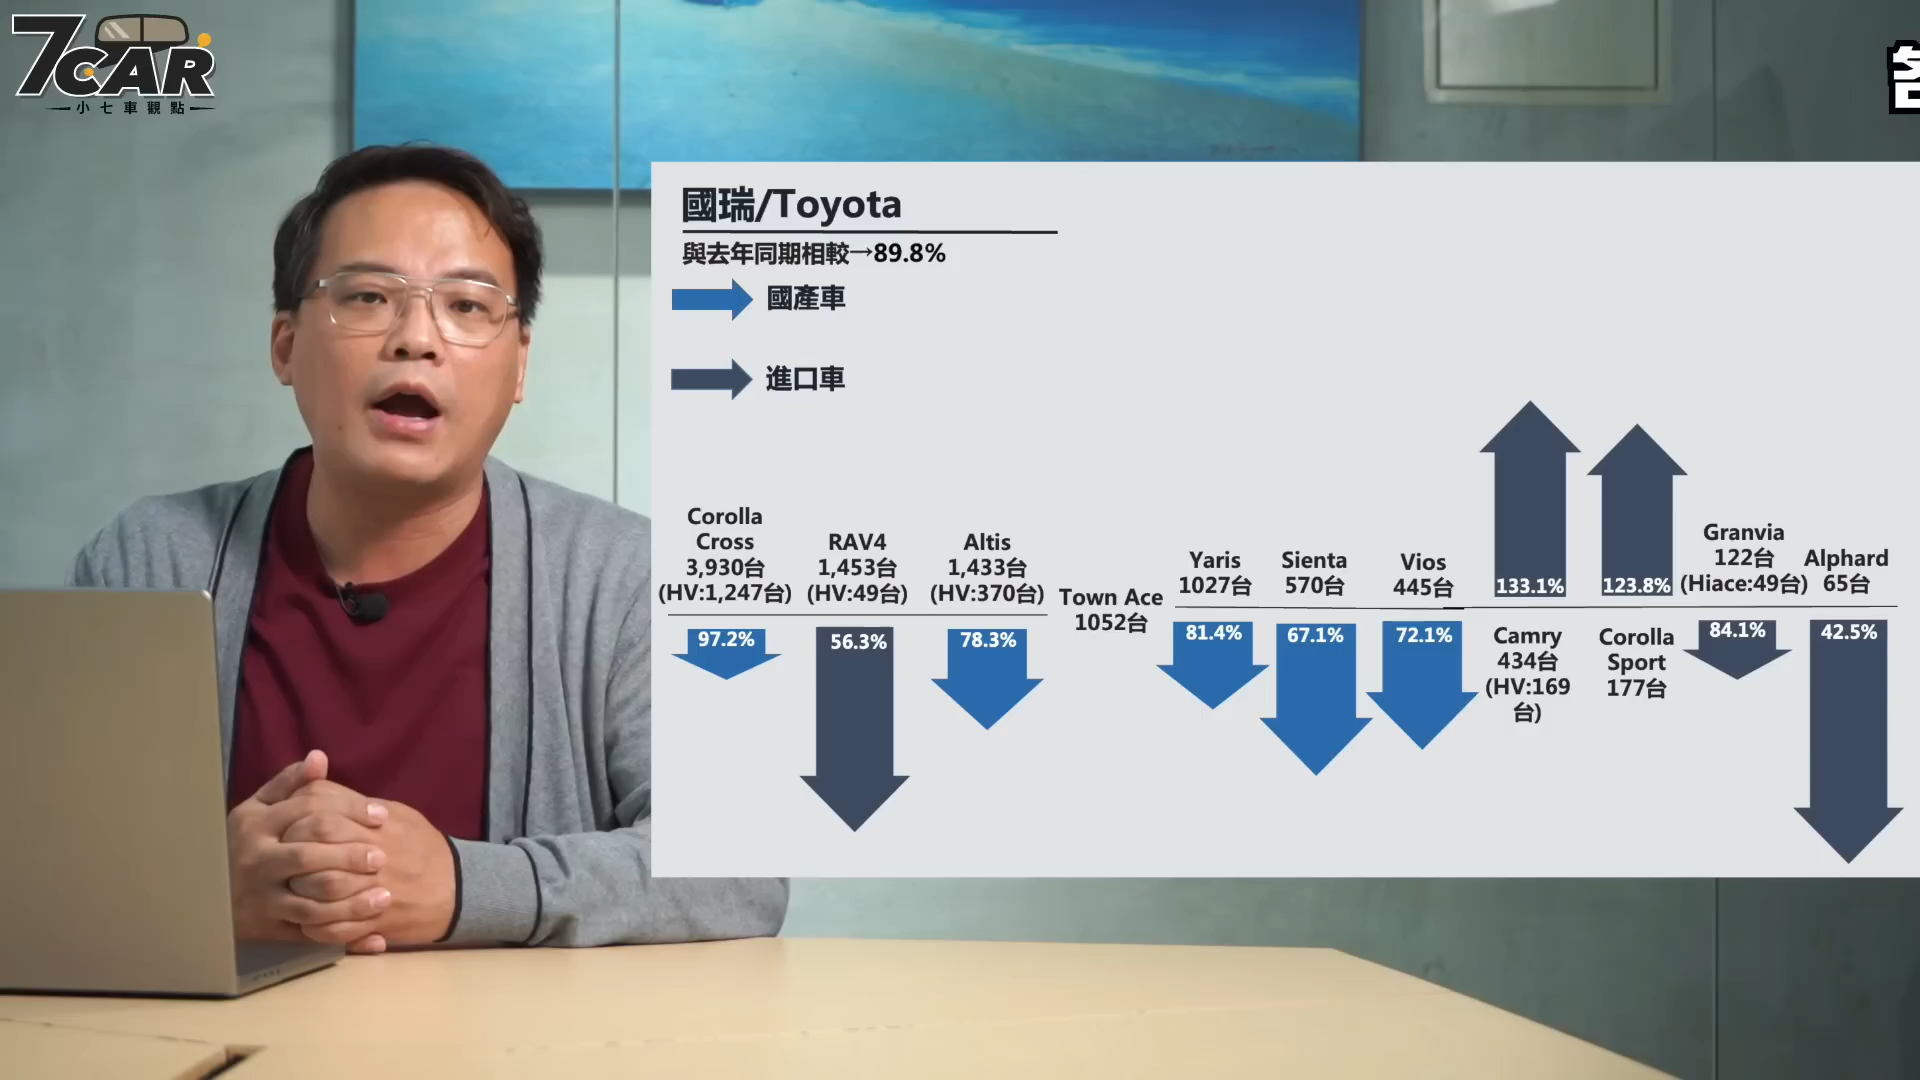 7CAR
小七車觀點
國瑞/Toyota
與去年同期相較→89.8%
國產車
進口車
Corolla
Cross
3,930台
(HV:1,247台)
97.2%
RAV4
1,453台
(HV:49台)
56.3%
Altis
1,433台
(HV:370台)
78.3%
Town Ace
1052台
Yaris
1027台
81.4%
Sienta
570台
67.1%
Vios
445台
72.1%
133.1%
Camry
434台
(HV:169
台)
123.8%
Corolla
Sport
177台
Granvia
122台
(Hiace:49台)
84.1%
Alphard
65台
42.5%